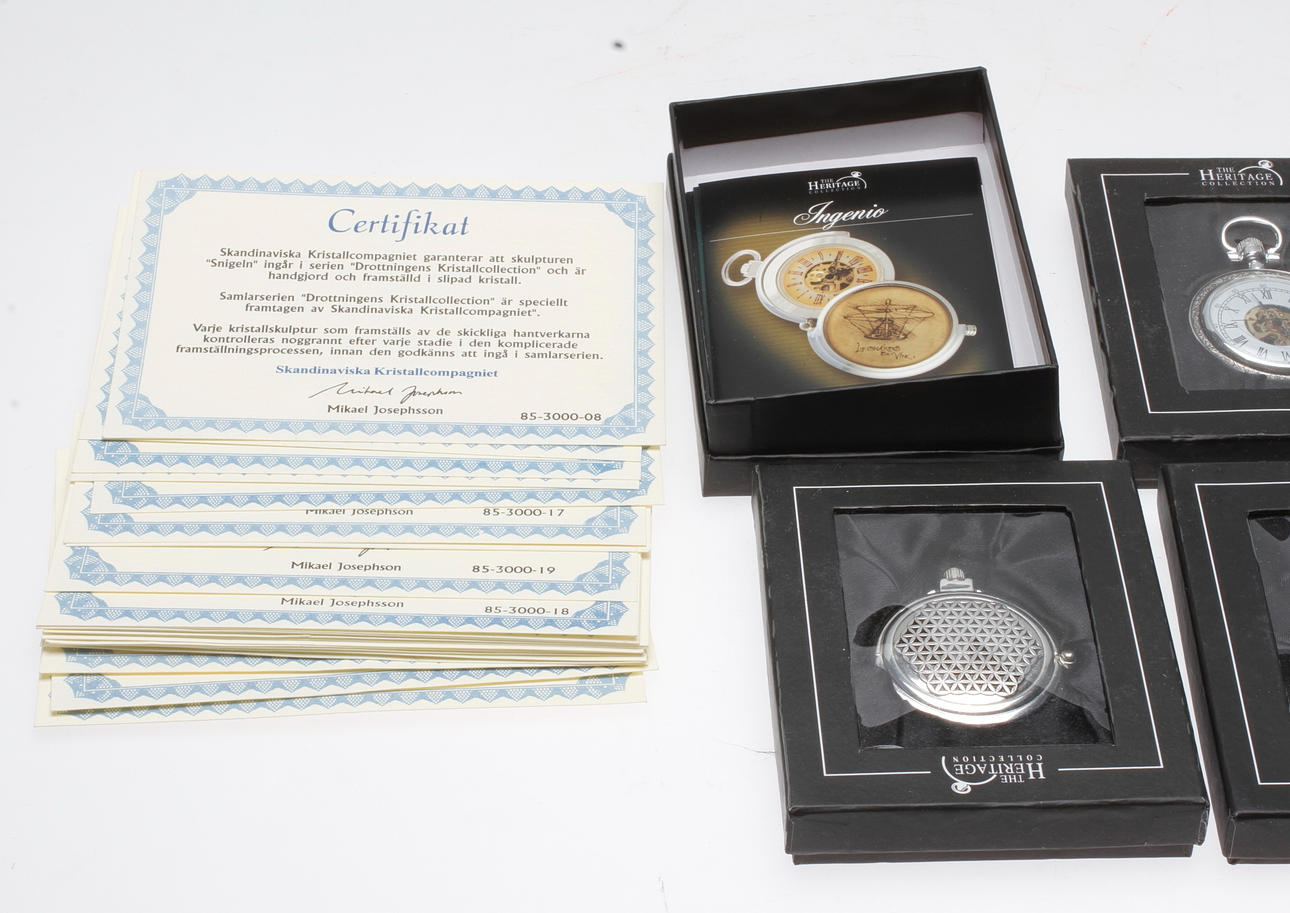 Certifikat
Skandinaviska Kristallcompagniet garanterar att skulpturen
"Snigeln" ingår i serien "Drottningens Kristallcollection" och är
handgjord och framställd i slipad kristall.
Samlarserien "Drottningens Kristallcollection" är speciellt
framtagen av Skandinaviska Kristallcompagniet".
Varje kristallskulptur som framställs av de skickliga hantverkarna
kontrolleras noggrannt efter varje stadie i den komplicerade
framställningsprocessen, innan den godkänns att ingå i samlarserien.
Skandinaviska Kristallcompagniet
Mikael Josephson
Mikael Josephsson 85-3000-08
Mikael Josephson 85-3000-17
Mikael Josephson 85-3000-19
Mikael Josephsson 85-3000-18
THE
HERITAGE
COLLECTION
Ingenio
THE
HERITAGE
COLLECTION
XII
THE
HERITAGE
COLLECTION